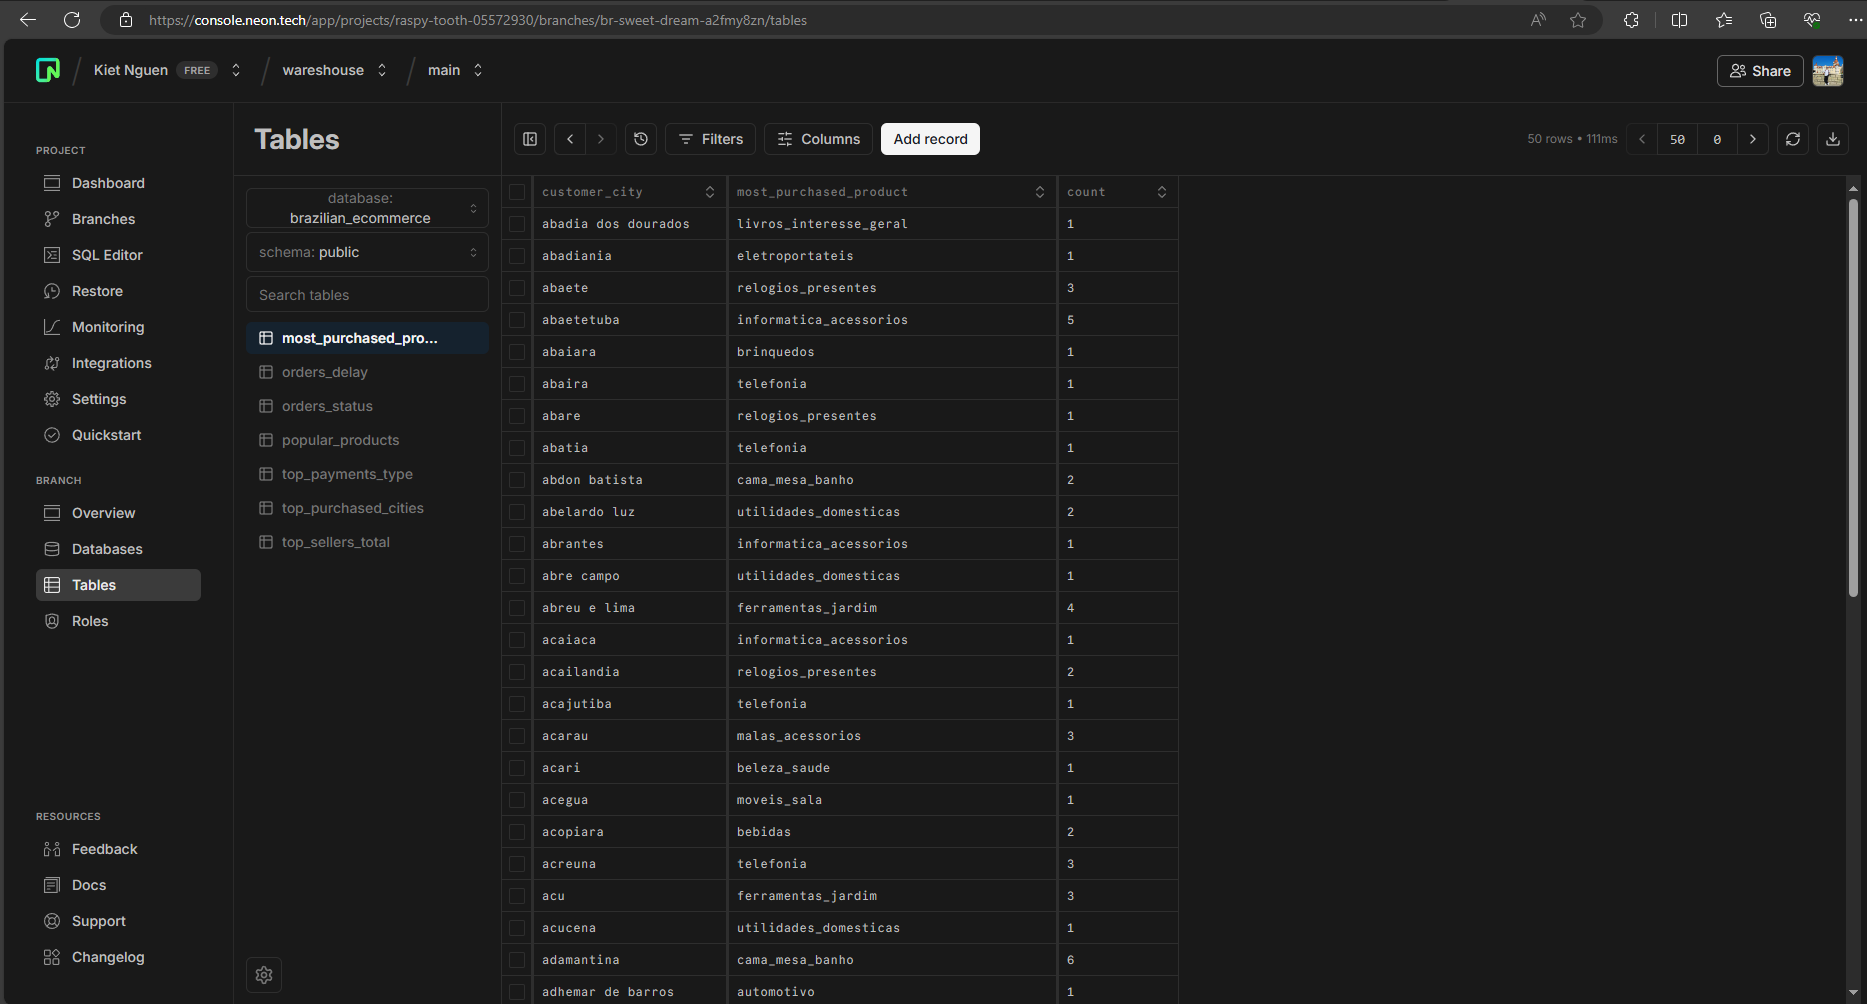 https://console.neon.tech/app/projects/raspy-tooth-05572930/branches/br-sweet-dream-a2fmy8zn/tables
Kiet Nguen FREE / wareshouse / main
Share
PROJECT
Dashboard
Branches
SQL Editor
Restore
Monitoring
Integrations
Settings
Quickstart
BRANCH
Overview
Databases
Tables
Roles
RESOURCES
Feedback
Docs
Support
Changelog
Tables
database:
brazilian_ecommerce
schema: public
Search tables
most_purchased_pro...
orders_delay
orders_status
popular_products
top_payments_type
top_purchased_cities
top_sellers_total
Filters Columns Add record 50 rows • 111ms 50 0
customer_city most_purchased_product count
abadia dos dourados livros_interesse_geral 1
abadiania eletroportateis 1
abaete relogios_presentes 3
abaetetuba informatica_acessorios 5
abaiara brinquedos 1
abaira telefonia 1
abare relogios_presentes 1
abatia telefonia 1
abdon batista cama_mesa_banho 2
abelardo luz utilidades_domesticas 2
abrantes informatica_acessorios 1
abre campo utilidades_domesticas 1
abreu e lima ferramentas_jardim 4
acaiaca informatica_acessorios 1
acailandia relogios_presentes 2
acajutiba telefonia 1
acarau malas_acessorios 3
acari beleza_saude 1
acegua moveis_sala 1
acopiara bebidas 2
acreuna telefonia 3
acu ferramentas_jardim 3
acucena utilidades_domesticas 1
adamantina cama_mesa_banho 6
adhemar de barros automotivo 1